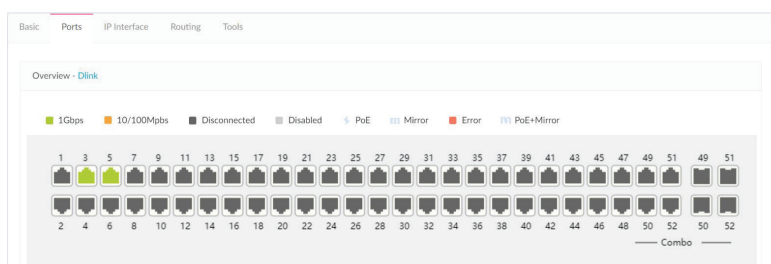 Basic Ports IP Interface Routing Tools
Overview - Dlink
1Gbps 10/100Mpbs Disconnected Disabled PoE Mirror Error PoE+Mirror
1 3 5 7 9 11 13 15 17 19 21 23 25 27 29 31 33 35 37 39 41 43 45 47 49 51 49 51
2 4 6 8 10 12 14 16 18 20 22 24 26 28 30 32 34 36 38 40 42 44 46 48 50 52 50 52
Combo